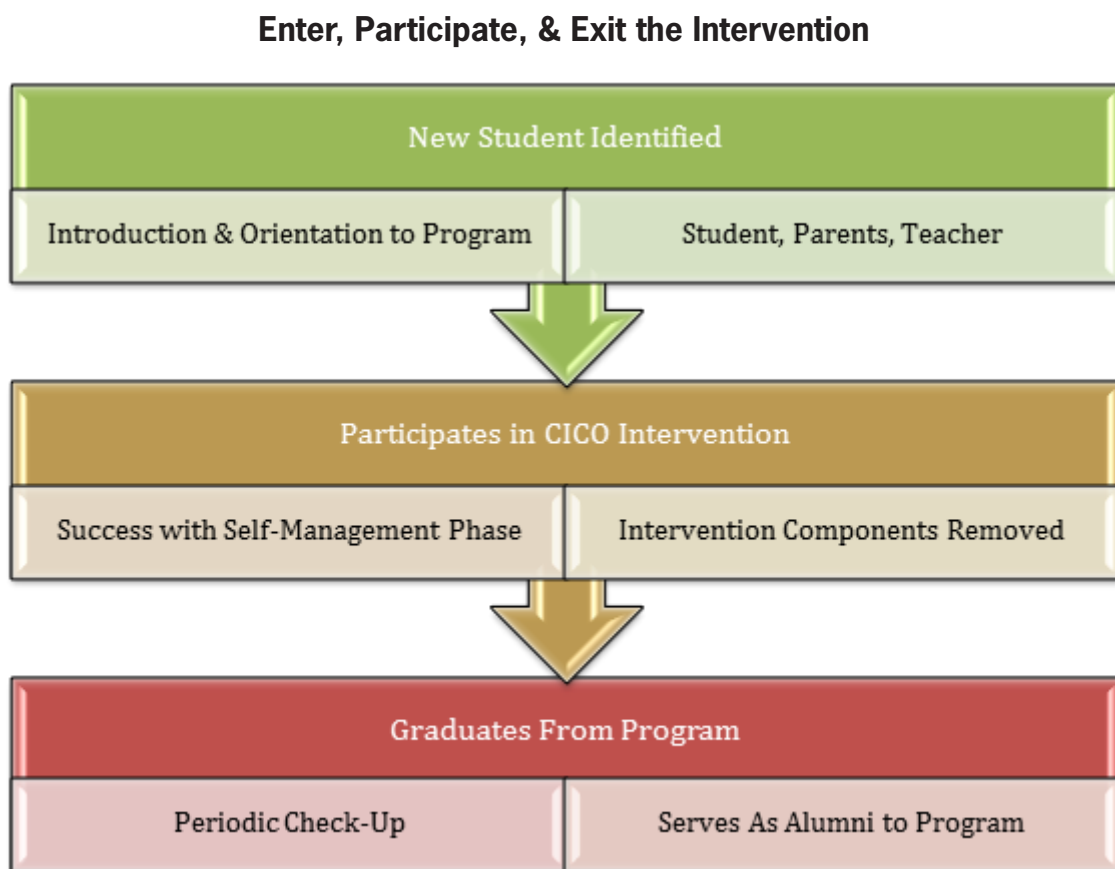 Enter, Participate, & Exit the Intervention
New Student Identified
Introduction & Orientation to Program
Student, Parents, Teacher
Participates in CICO Intervention
Success with Self-Management Phase
Intervention Components Removed
Graduates From Program
Periodic Check-Up
Serves As Alumni to Program